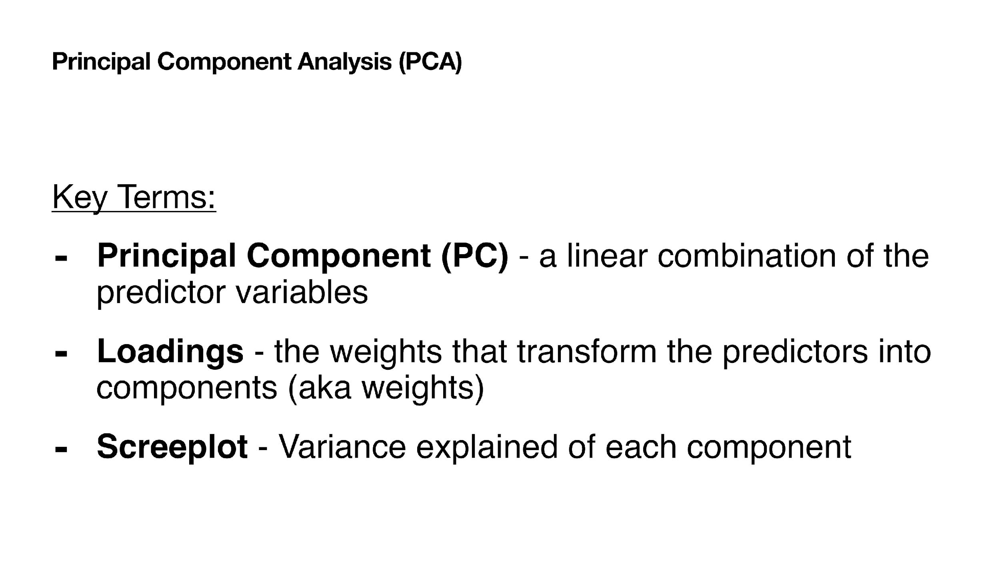 Principal Component Analysis (PCA)
Key Terms:
- Principal Component (PC) - a linear combination of the
predictor variables
- Loadings - the weights that transform the predictors into
components (aka weights)
- Screeplot - Variance explained of each component